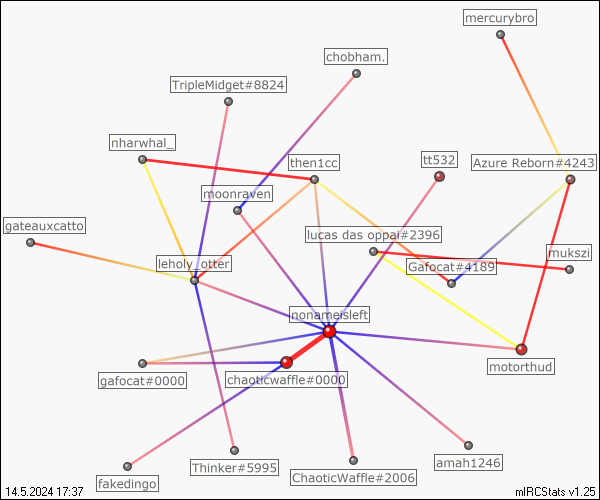 mercurybro
chobham.
TripleMidget#8824
nharwhal_
then1cc
tt532
Azure Reborn#4243
moonraven
gateauxcatto
lucas das oppai#2396
mukszi
leholy_otter
Gafocat#4189
nonameisleft
motorthud
gafocat#0000
chaoticwaffle#0000
amah1246
Thinker#5995
ChaoticWaffle#2006
fakedingo
14.5.2024 17:37
mIRCStats v1.25